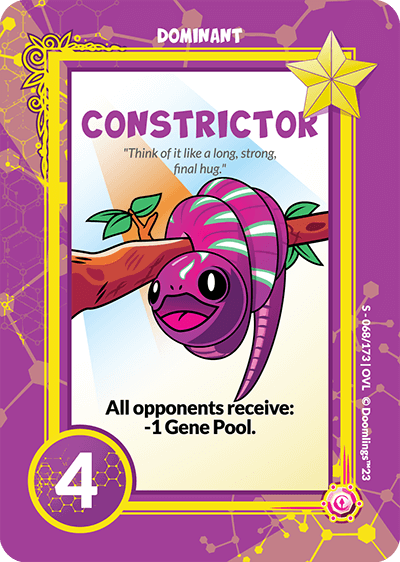 DOMINANT
CONSTRICTOR
"Think of it like a long, strong,
final hug."
All opponents receive:
-1 Gene Pool.
4
S - 068/173 | OVL © Doomlings™ 23